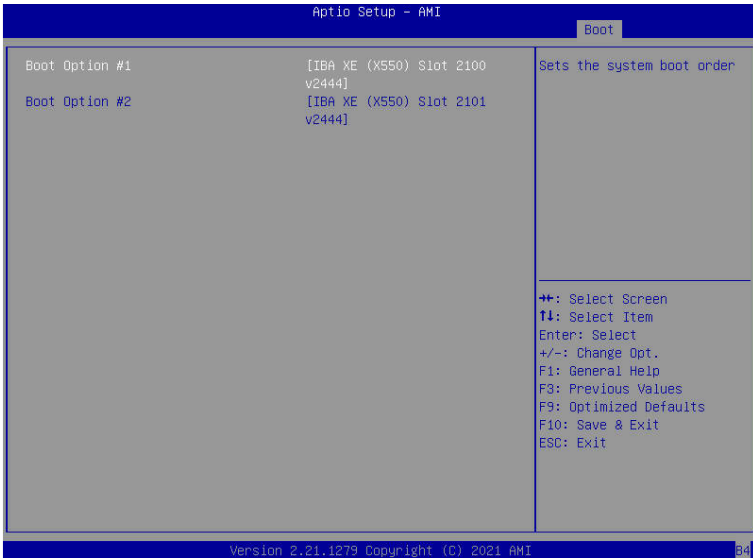 Aptio Setup – AMI
Boot
Boot Option #1 [IBA XE (X550) Slot 2100
v2444]
Boot Option #2 [IBA XE (X550) Slot 2101
v2444]
Sets the system boot order
→←: Select Screen
↑↓: Select Item
Enter: Select
+/-: Change Opt.
F1: General Help
F3: Previous Values
F9: Optimized Defaults
F10: Save & Exit
ESC: Exit
Version 2.21.1279 Copyright (C) 2021 AMI
B4